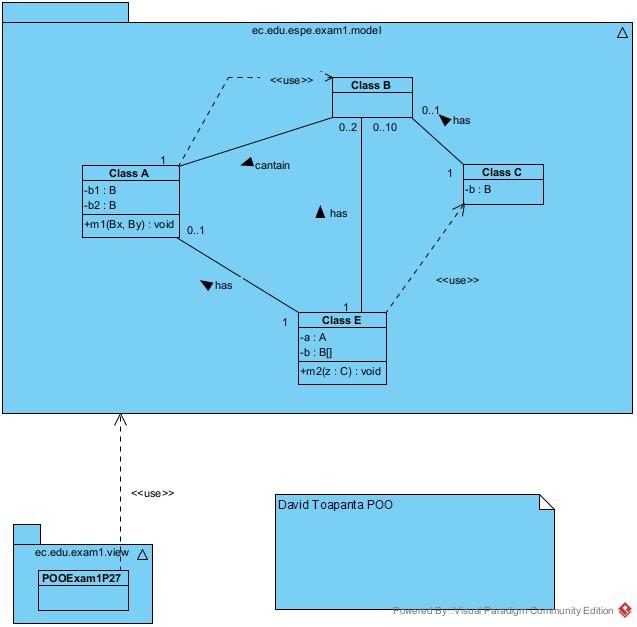 ec.edu.espe.exam1.model
<<use>>
Class B
0..2
0..10
0..1
has
1
cantain
Class A
-b1 : B
-b2 : B
+m1(Bx, By) : void
1
Class C
-b : B
has
0..1
<<use>>
has
1
1
Class E
-a : A
-b : B[]
+m2(z : C) : void
<<use>>
David Toapanta POO
ec.edu.exam1.view
POOExam1P27
Powered By: Visual Paradigm Community Edition